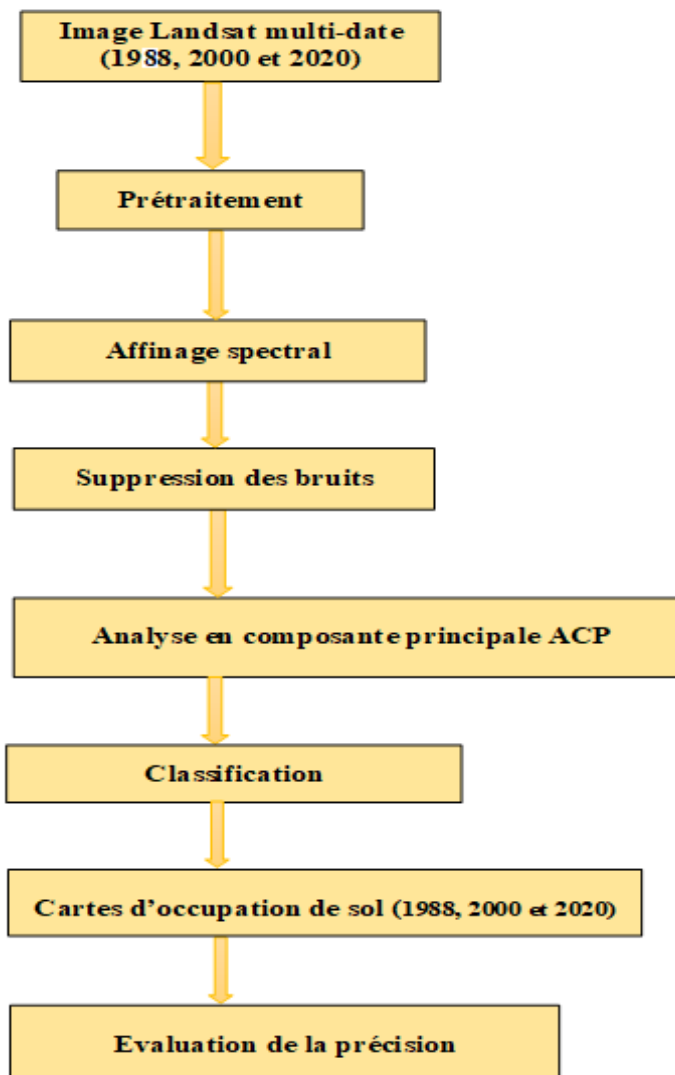 Image Landsat multi-date
(1988, 2000 et 2020)
Prétraitement
Affinage spectral
Suppression des bruits
Analyse en composante principale ACP
Classification
Cartes d’occupation de sol (1988, 2000 et 2020)
Evaluation de la précision